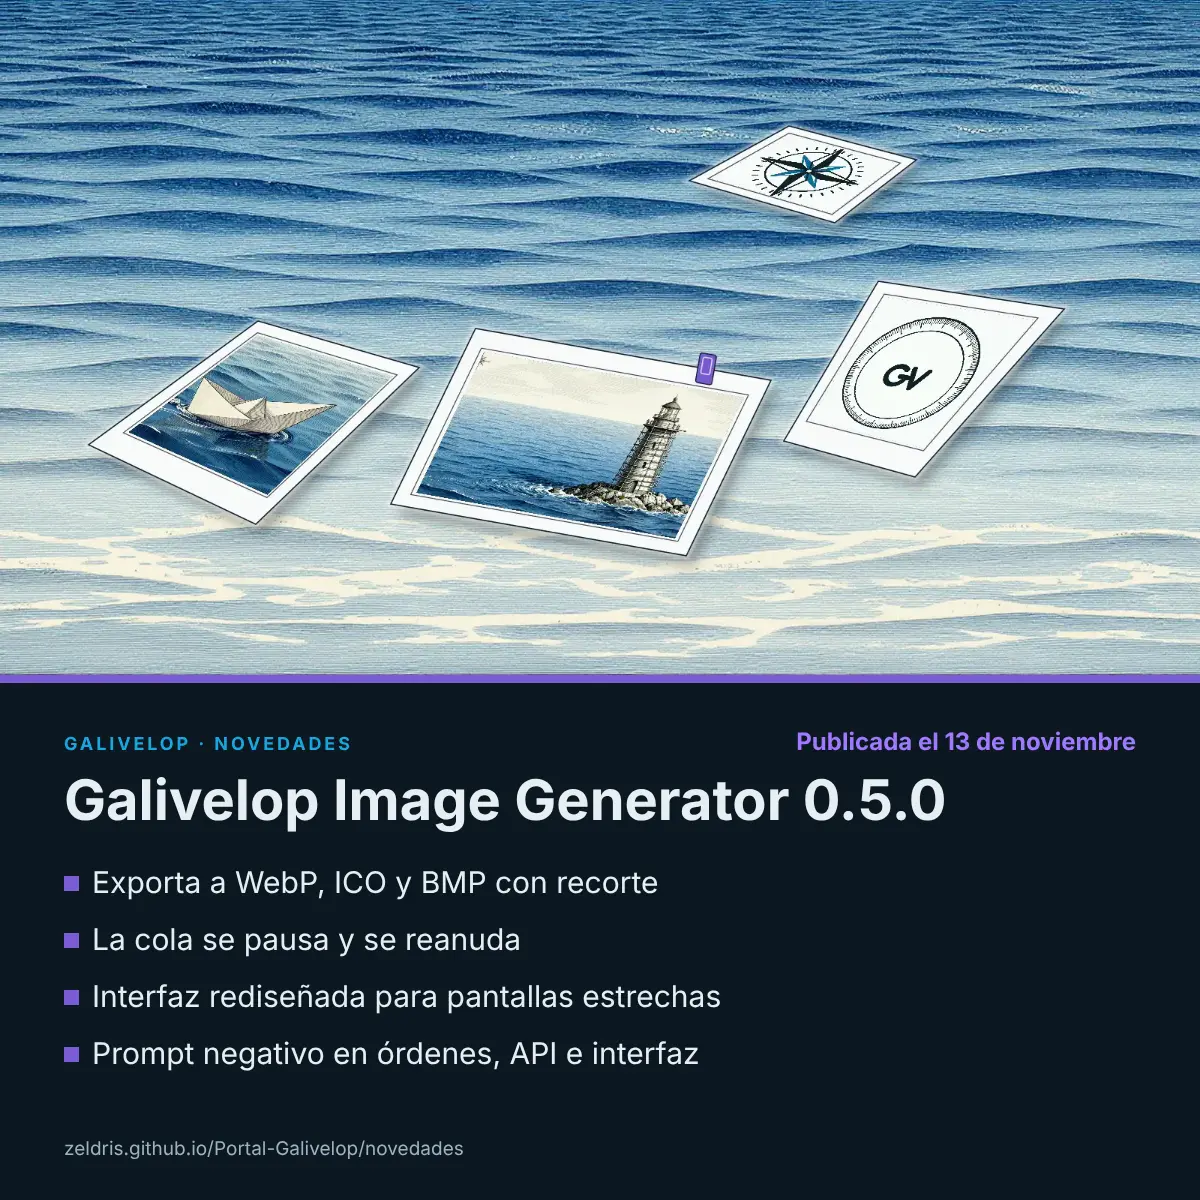 GV
GALIVELOP · NOVEDADES
Publicada el 13 de noviembre
Galivelop Image Generator 0.5.0
Exporta a WebP, ICO y BMP con recorte
La cola se pausa y se reanuda
Interfaz rediseñada para pantallas estrechas
Prompt negativo en órdenes, API e interfaz
zeldris.github.io/Portal-Galivelop/novedades